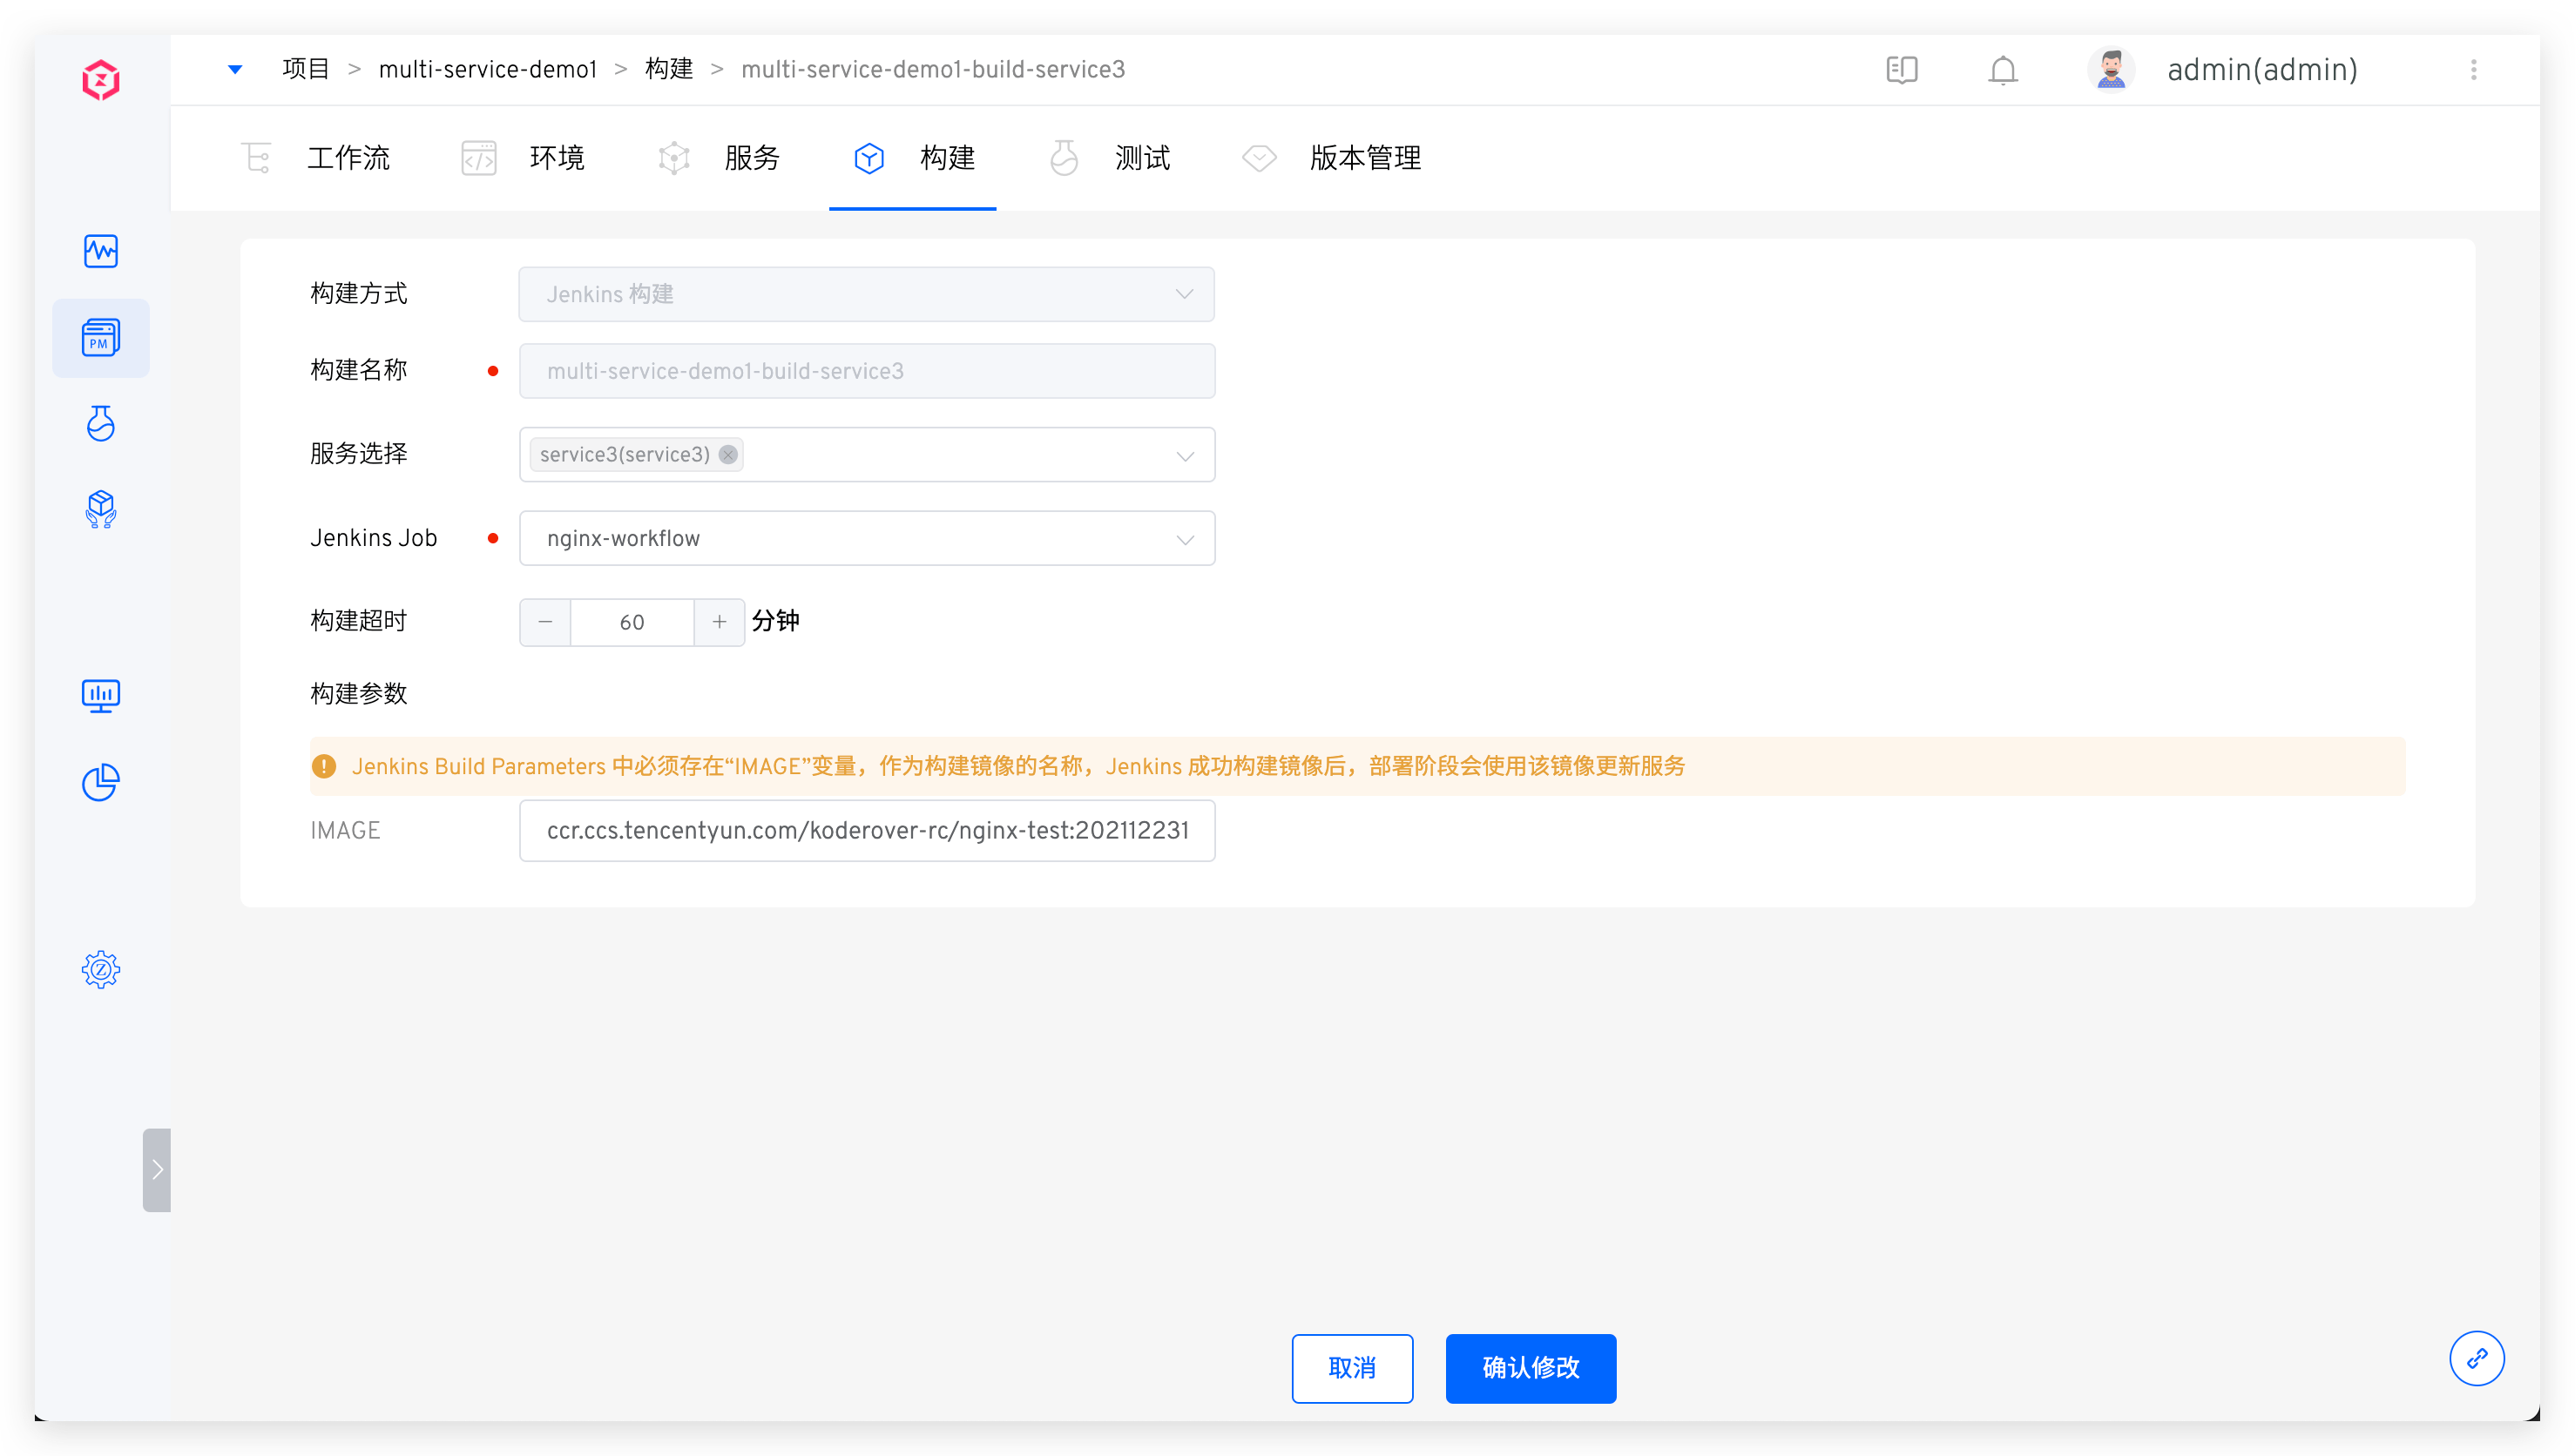 项目 > multi-service-demo1 > 构建 > multi-service-demo1-build-service3
admin(admin)
工作流 环境 服务 构建 测试 版本管理
PM
构建方式 Jenkins 构建
构建名称 multi-service-demo1-build-service3
服务选择 service3(service3)
Jenkins Job nginx-workflow
构建超时 60 分钟
构建参数
Jenkins Build Parameters 中必须存在“IMAGE”变量，作为构建镜像的名称，Jenkins 成功构建镜像后，部署阶段会使用该镜像更新服务
IMAGE ccr.ccs.tencentyun.com/koderover-rc/nginx-test:202112231
取消 确认修改